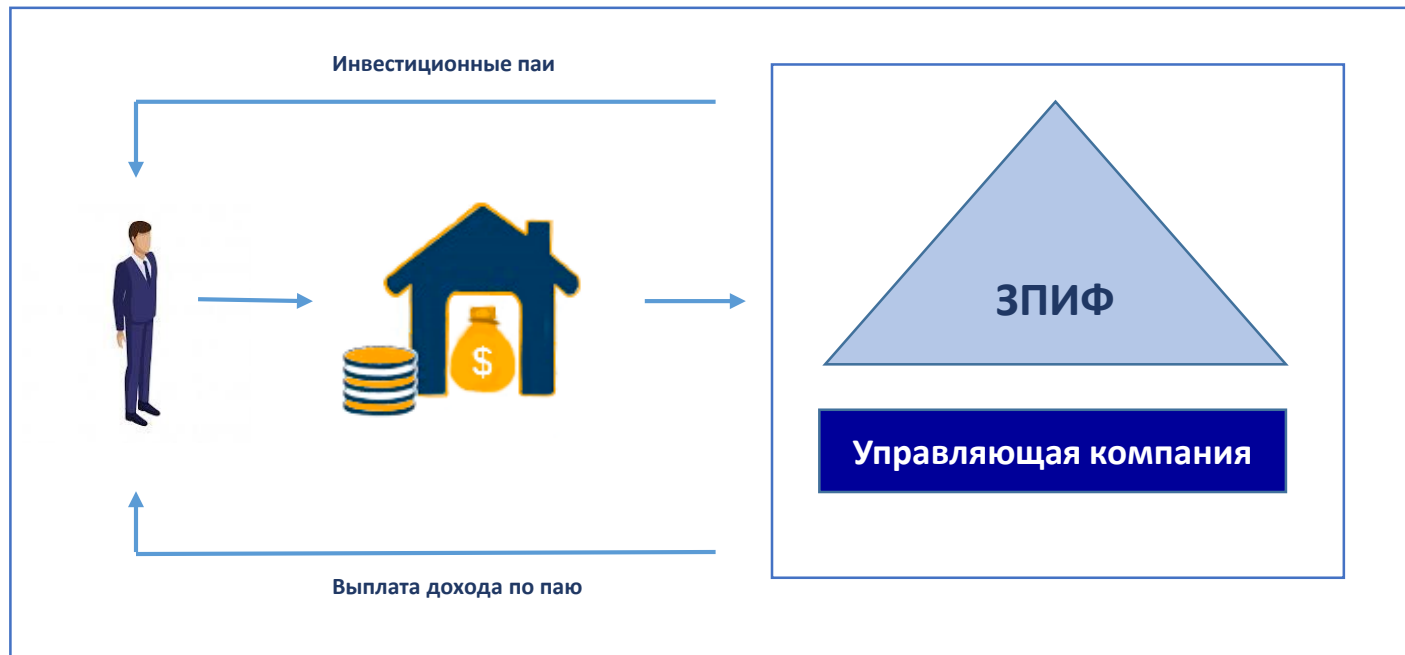 Инвестиционные паи
$
ЗПИФ
Управляющая компания
Выплата дохода по паю